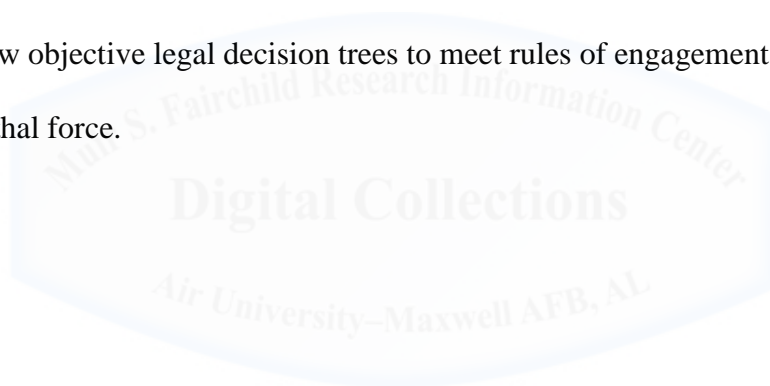 w objective legal decision trees to meet rules of engagement
hal force.
Muir S. Fairchild Research Information Center
Digital Collections
Air University–Maxwell AFB, AL